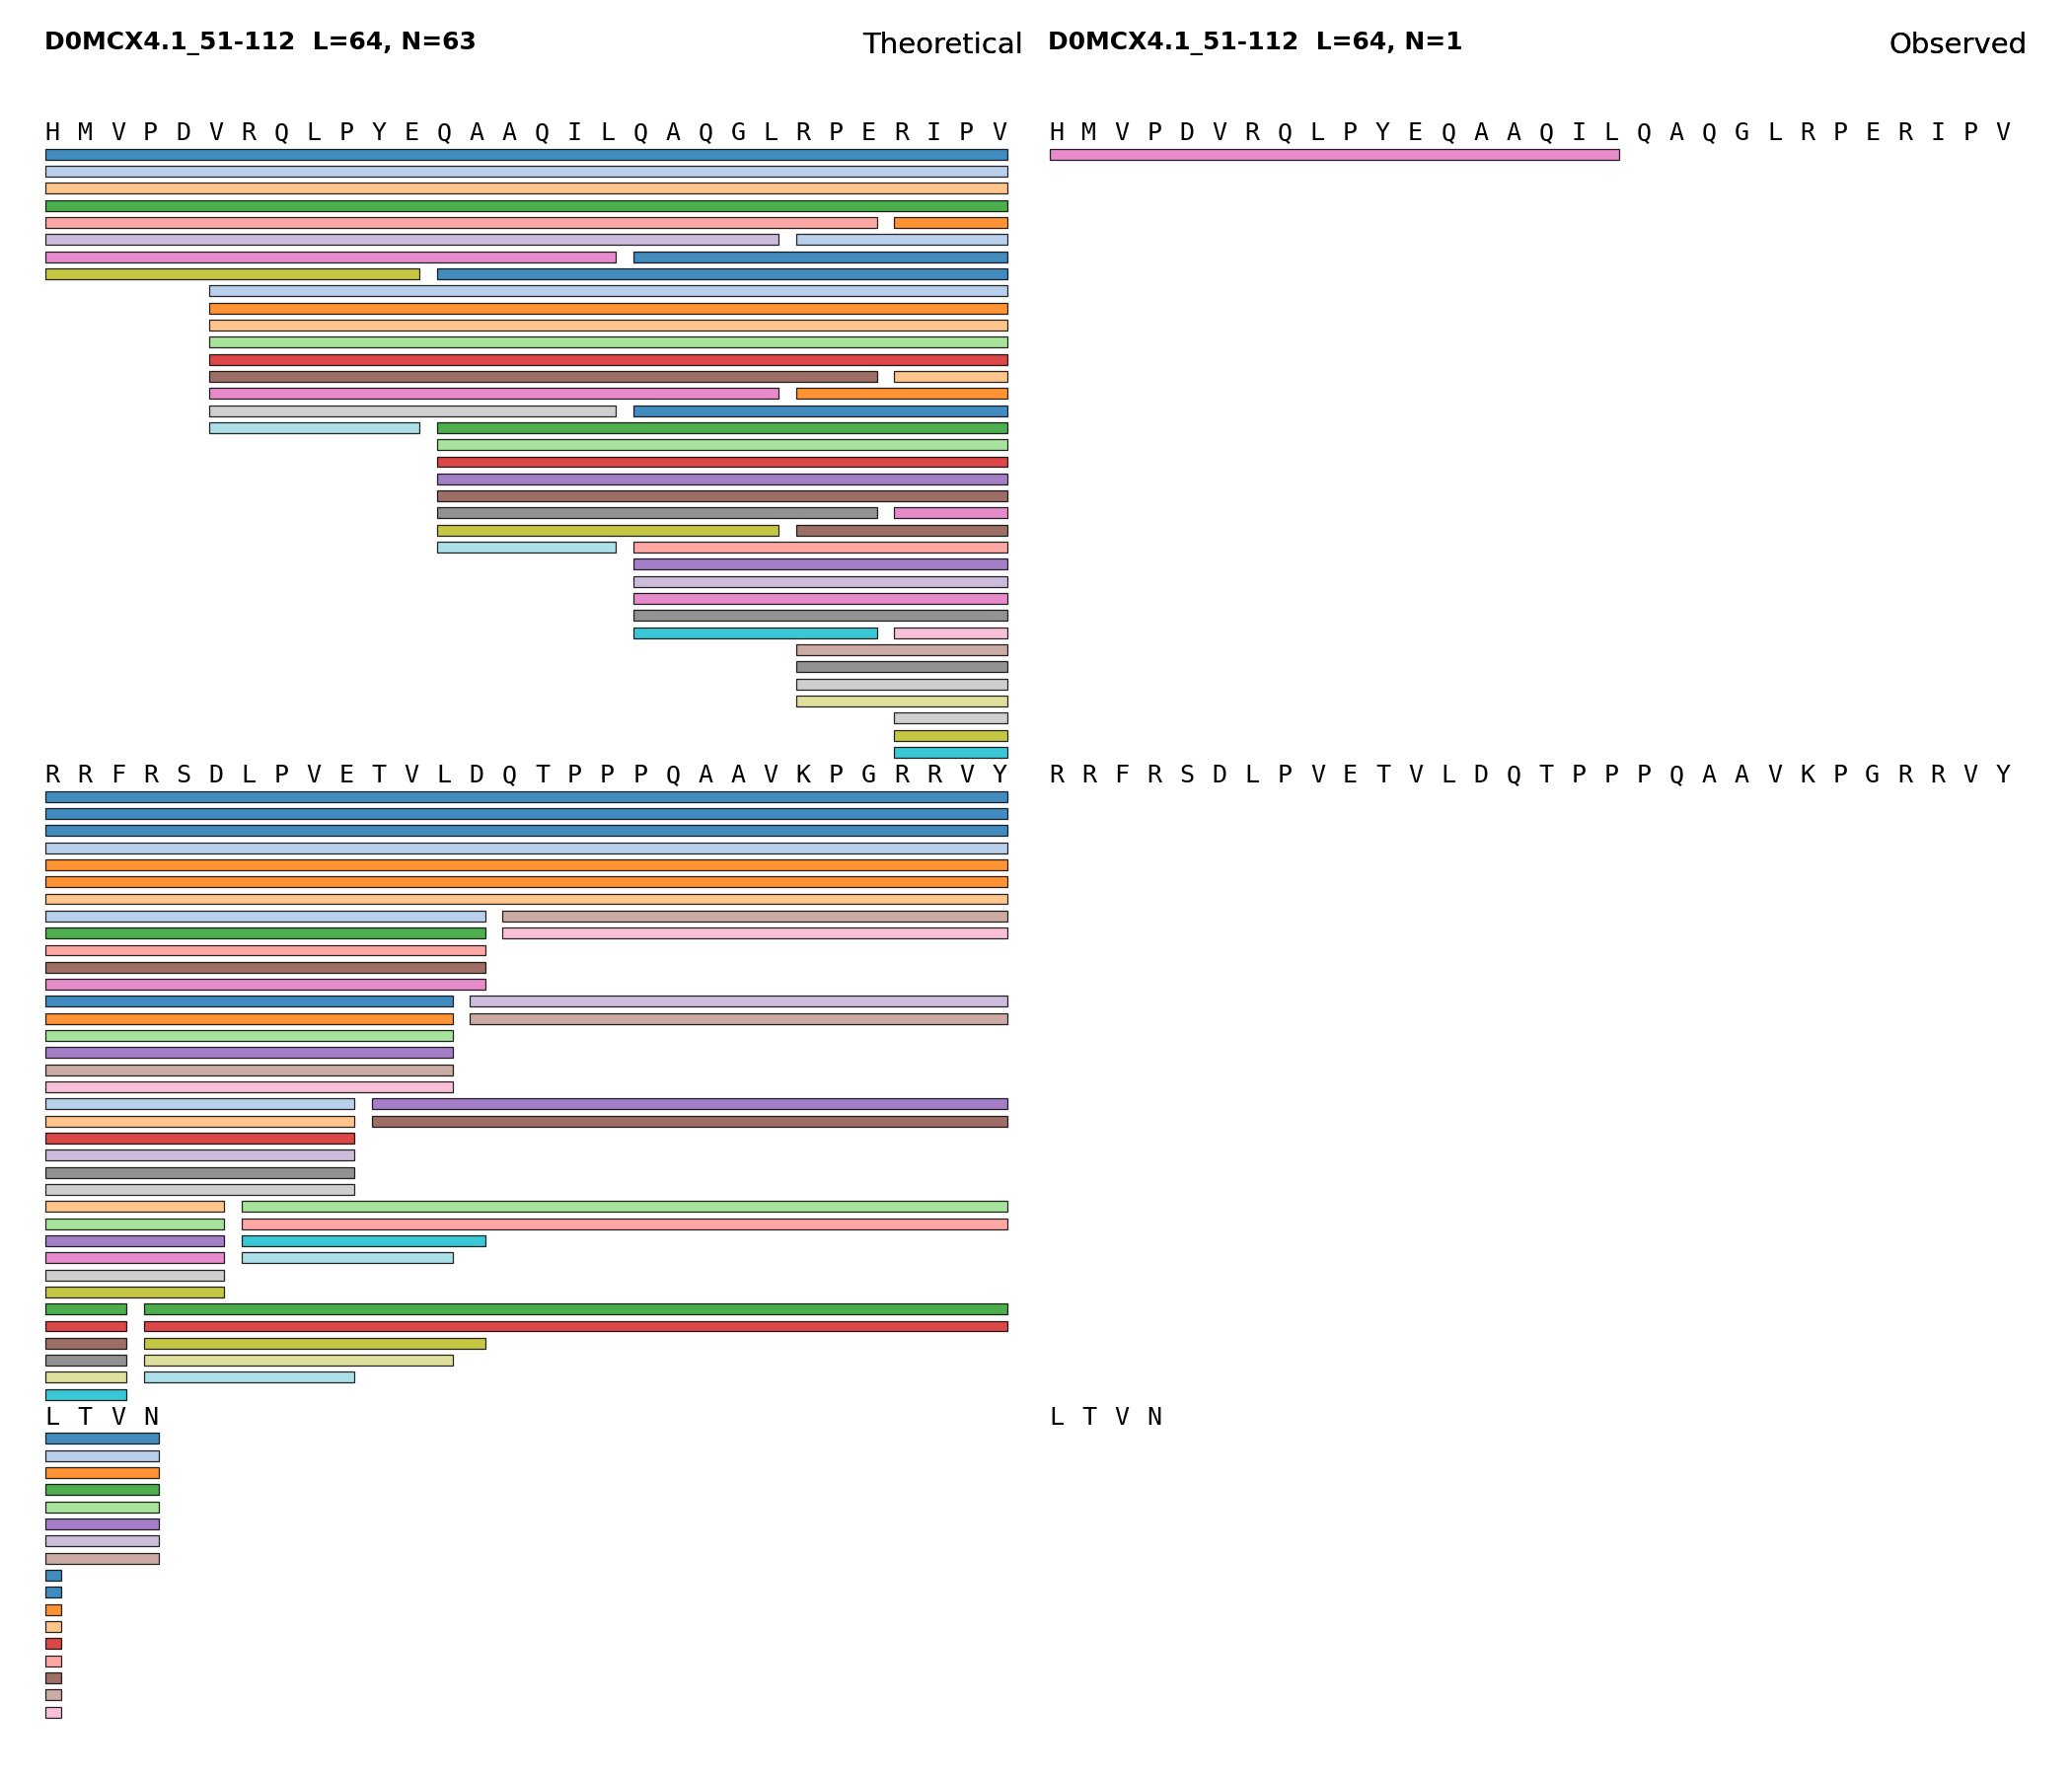 D0MCX4.1_51-112 L=64, N=63 Theoretical
D0MCX4.1_51-112 L=64, N=1 Observed
H M V P D V R Q L P Y E Q A A Q I L Q A Q G L R P E R I P V
H M V P D V R Q L P Y E Q A A Q I L Q A Q G L R P E R I P V
R R F R S D L P V E T V L D Q T P P P Q A A V K P G R R V Y
R R F R S D L P V E T V L D Q T P P P Q A A V K P G R R V Y
L T V N
L T V N